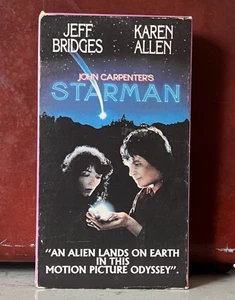 JEFF BRIDGES KAREN ALLEN
JOHN CARPENTER'S
STARMAN
"AN ALIEN LANDS ON EARTH
IN THIS
MOTION PICTURE ODYSSEY".